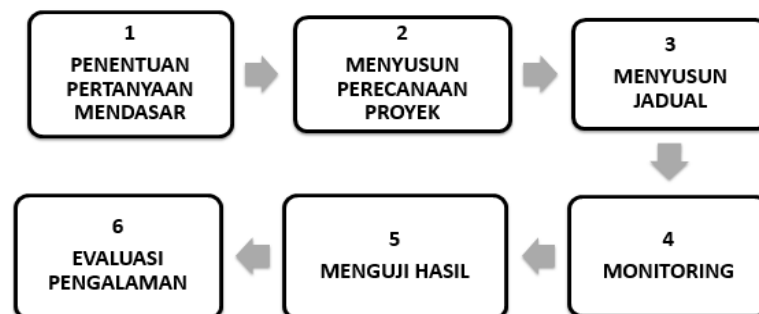 1
PENENTUAN
PERTANYAAN
MENDASAR
2
MENYUSUN
PERECANAAN
PROYEK
3
MENYUSUN
JADUAL
4
MONITORING
5
MENGUJI HASIL
6
EVALUASI
PENGALAMAN